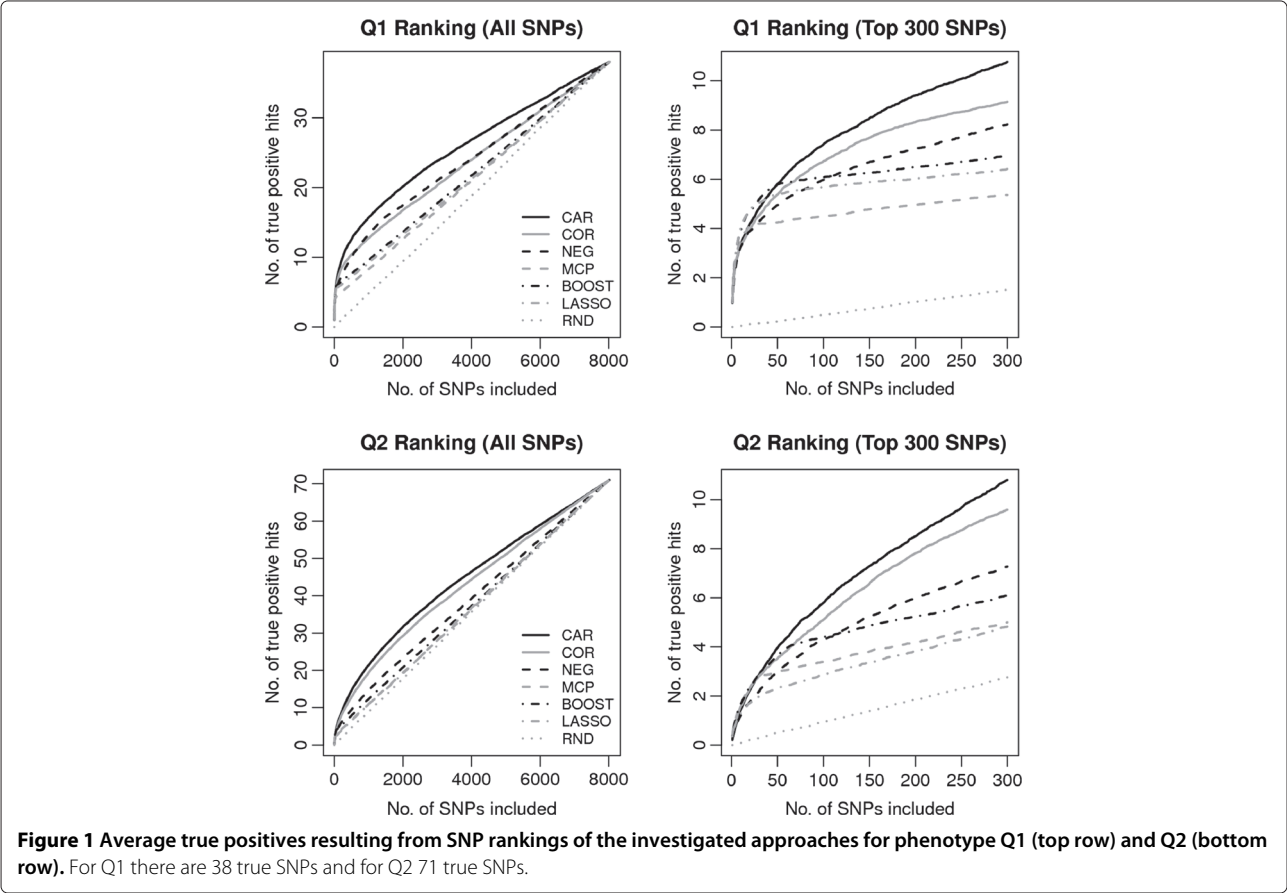 Q1 Ranking (All SNPs)
No. of true positive hits
0 10 20 30
0 2000 4000 6000 8000
No. of SNPs included
CAR
COR
NEG
MCP
BOOST
LASSO
RND
Q1 Ranking (Top 300 SNPs)
No. of true positive hits
0 2 4 6 8 10
0 50 100 150 200 250 300
No. of SNPs included
Q2 Ranking (All SNPs)
No. of true positive hits
0 10 20 30 40 50 60 70
0 2000 4000 6000 8000
No. of SNPs included
CAR
COR
NEG
MCP
BOOST
LASSO
RND
Q2 Ranking (Top 300 SNPs)
No. of true positive hits
0 2 4 6 8 10
0 50 100 150 200 250 300
No. of SNPs included
Figure 1 Average true positives resulting from SNP rankings of the investigated approaches for phenotype Q1 (top row) and Q2 (bottom
row). For Q1 there are 38 true SNPs and for Q2 71 true SNPs.